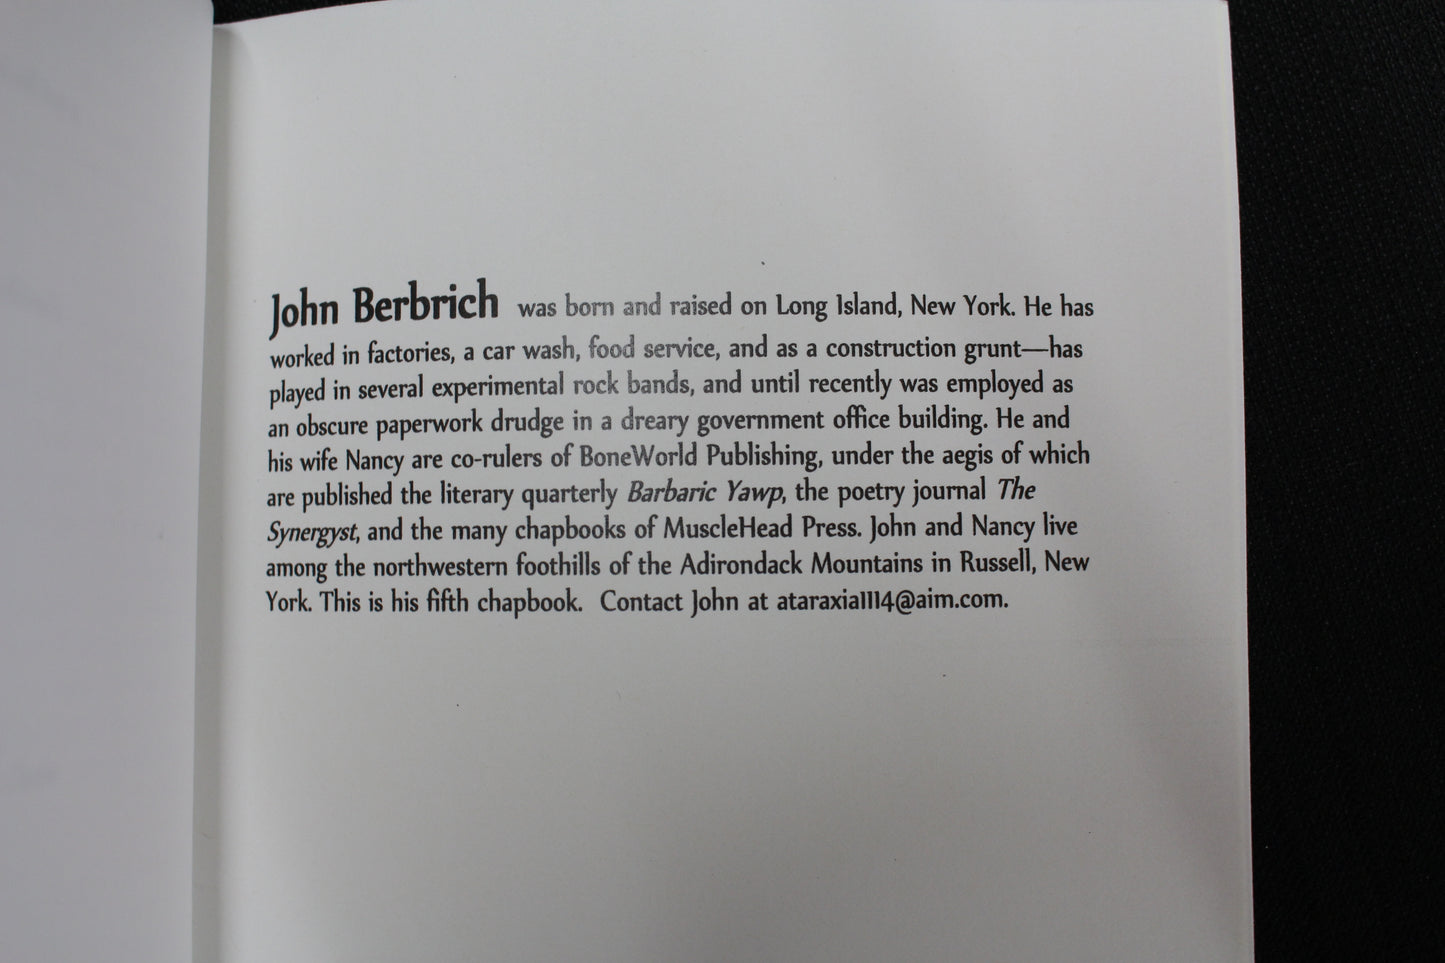 John Berbrich was born and raised on Long Island, New York. He has
worked in factories, a car wash, food service, and as a construction grunt—has
played in several experimental rock bands, and until recently was employed as
an obscure paperwork drudge in a dreary government office building. He and
his wife Nancy are co-rulers of BoneWorld Publishing, under the aegis of which
are published the literary quarterly Barbaric Yawp, the poetry journal The
Synergyst, and the many chapbooks of MuscleHead Press. John and Nancy live
among the northwestern foothills of the Adirondack Mountains in Russell, New
York. This is his fifth chapbook. Contact John at ataraxia1114@aim.com.